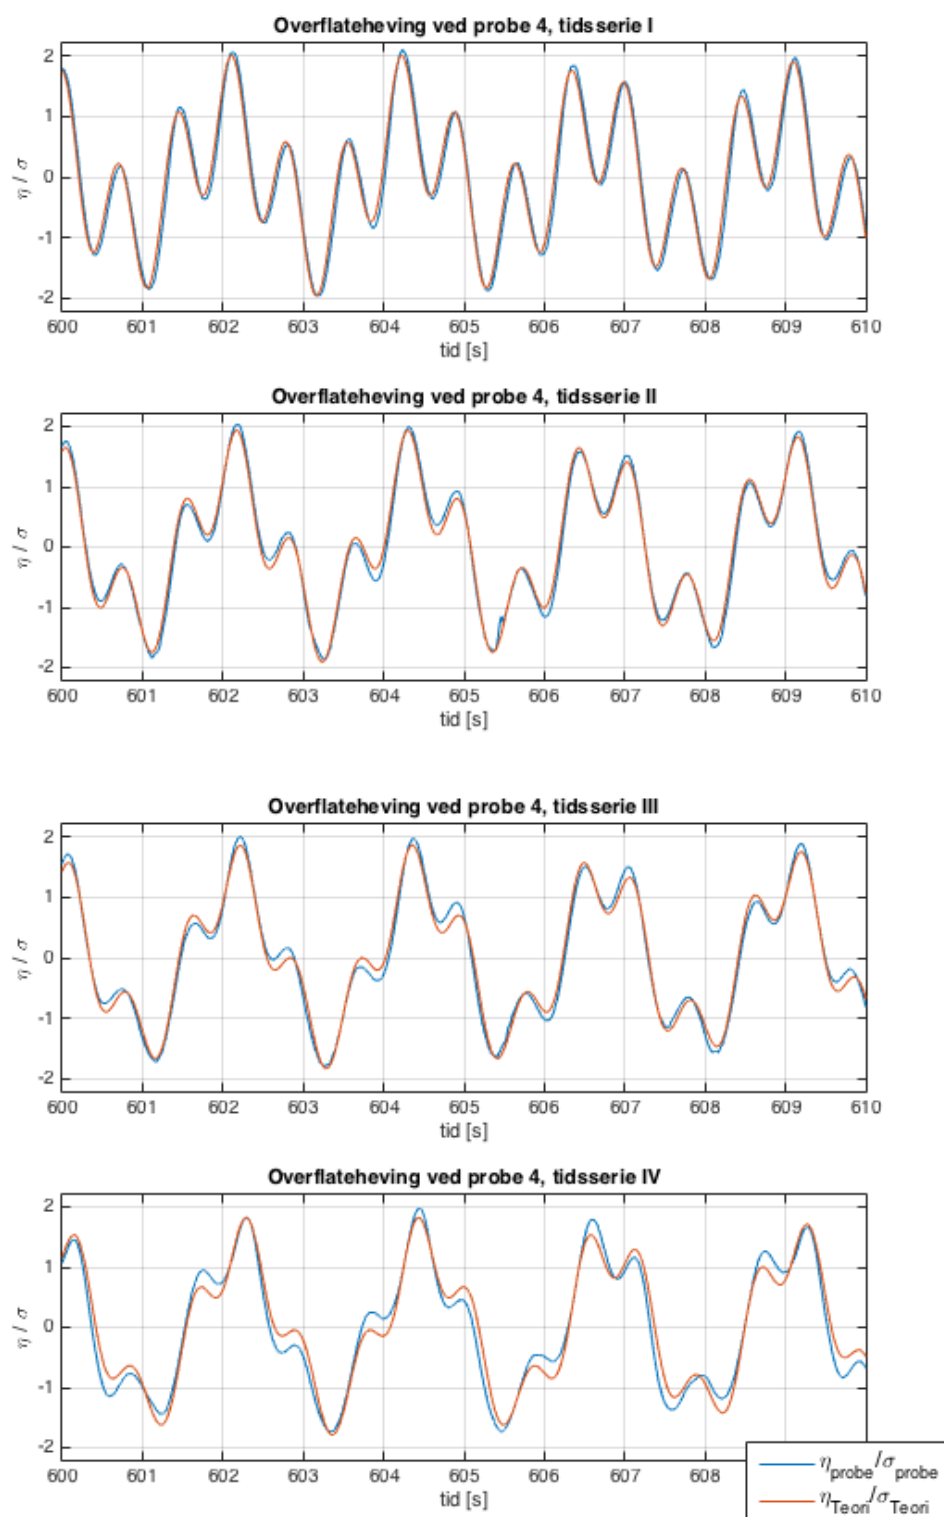 Overflateheving ved probe 4, tidsserie I
η / σ
2
1
0
-1
-2
600 601 602 603 604 605 606 607 608 609 610
tid [s]
Overflateheving ved probe 4, tidsserie II
η / σ
2
1
0
-1
-2
600 601 602 603 604 605 606 607 608 609 610
tid [s]
Overflateheving ved probe 4, tidsserie III
η / σ
2
1
0
-1
-2
600 601 602 603 604 605 606 607 608 609 610
tid [s]
Overflateheving ved probe 4, tidsserie IV
η / σ
2
1
0
-1
-2
600 601 602 603 604 605 606 607 608
tid [s]
η_probe/σ_probe
η_Teori/σ_Teori